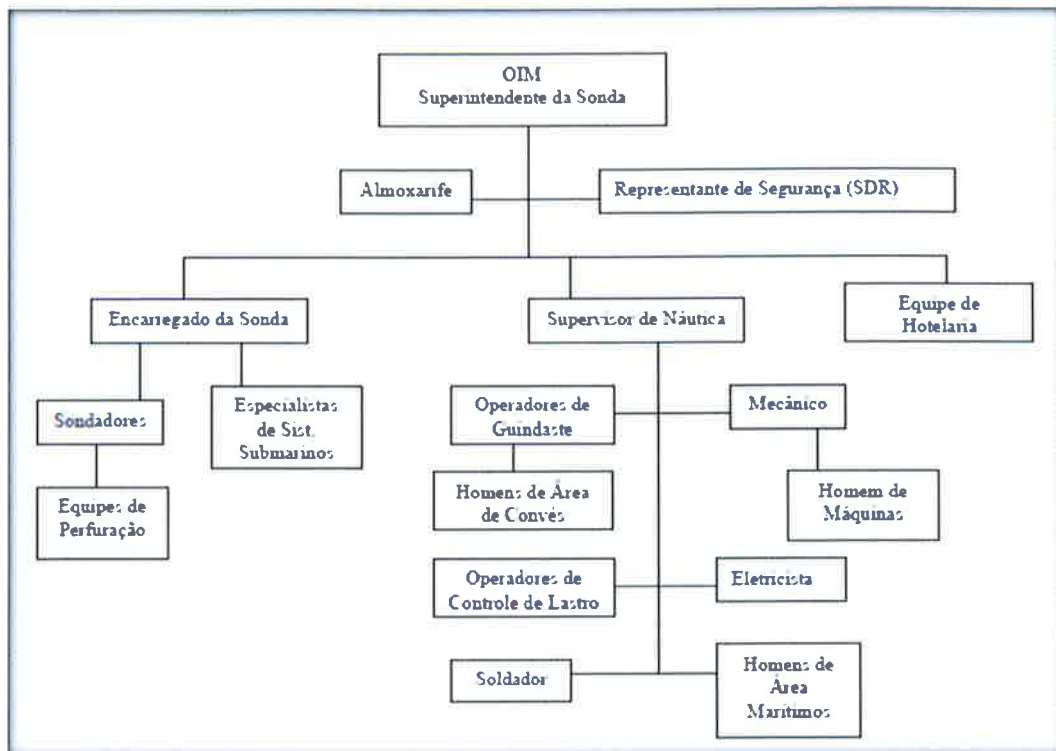 OIM
Superintendente da Sonda
Almoxarife
Representante de Segurança (SDR)
Encarregado da Sonda
Supervisor de Náutica
Equipe de
Hotelaria
Sondadores
Especialistas
de Sist.
Submarinos
Operadores de
Guindaste
Mecânico
Equipes de
Perfuração
Homens de Área
de Convés
Homem de
Máquinas
Operadores de
Controle de Lastro
Eletricista
Soldador
Homens de
Área
Marítimos